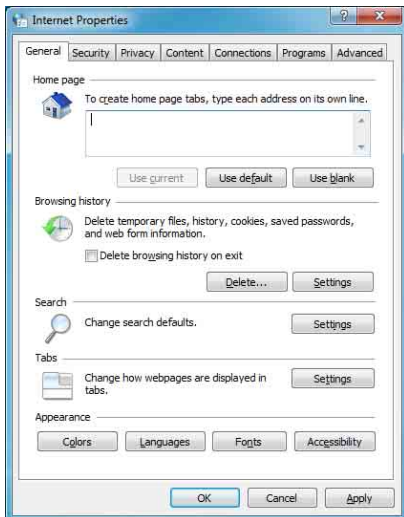 Internet Properties
General Security Privacy Content Connections Programs Advanced
Home page
To create home page tabs, type each address on its own line.
Use current Use default Use blank
Browsing history
Delete temporary files, history, cookies, saved passwords,
and web form information.
Delete browsing history on exit
Delete... Settings
Search
Change search defaults. Settings
Tabs
Change how webpages are displayed in Settings
tabs.
Appearance
Colors Languages Fonts Accessibility
OK Cancel Apply